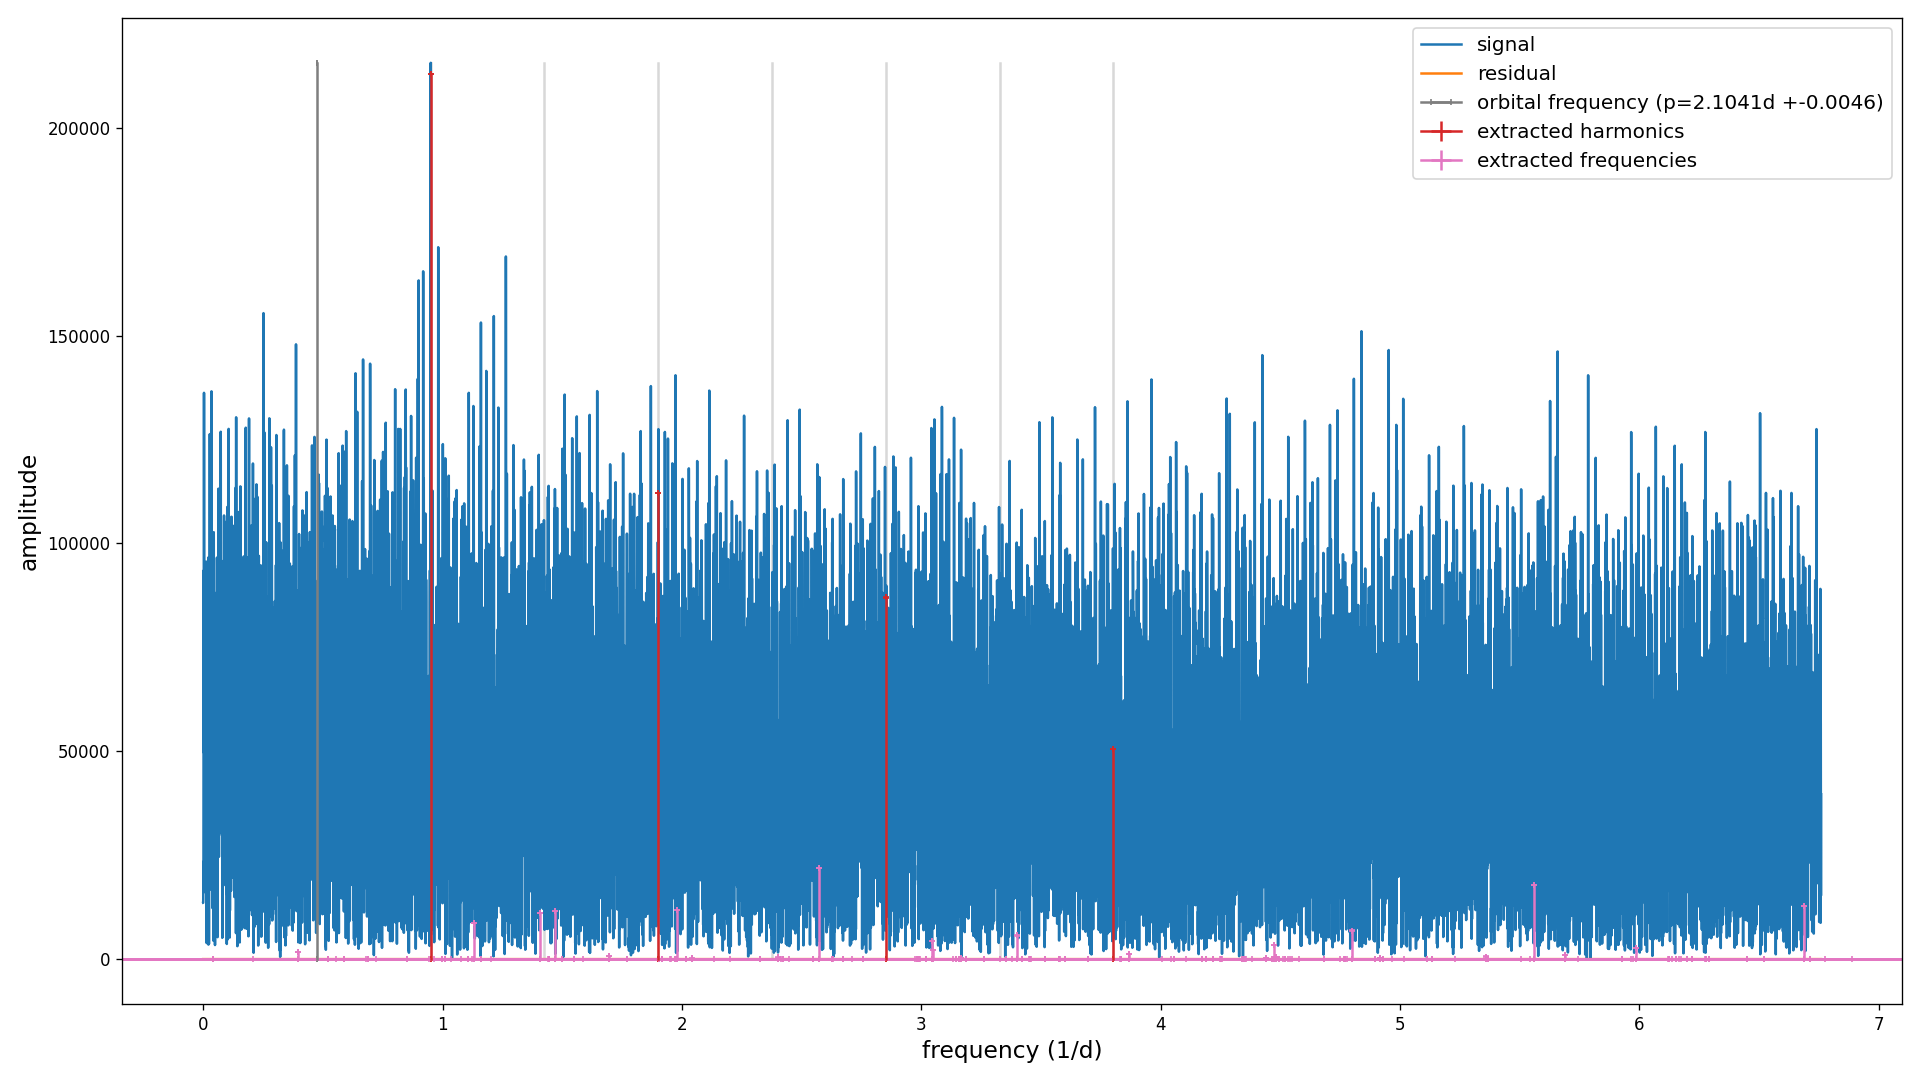 signal
residual
orbital frequency (p=2.1041d +-0.0046)
extracted harmonics
extracted frequencies
amplitude
200000
150000
100000
50000
0
0 1 2 3 4 5 6 7
frequency (1/d)